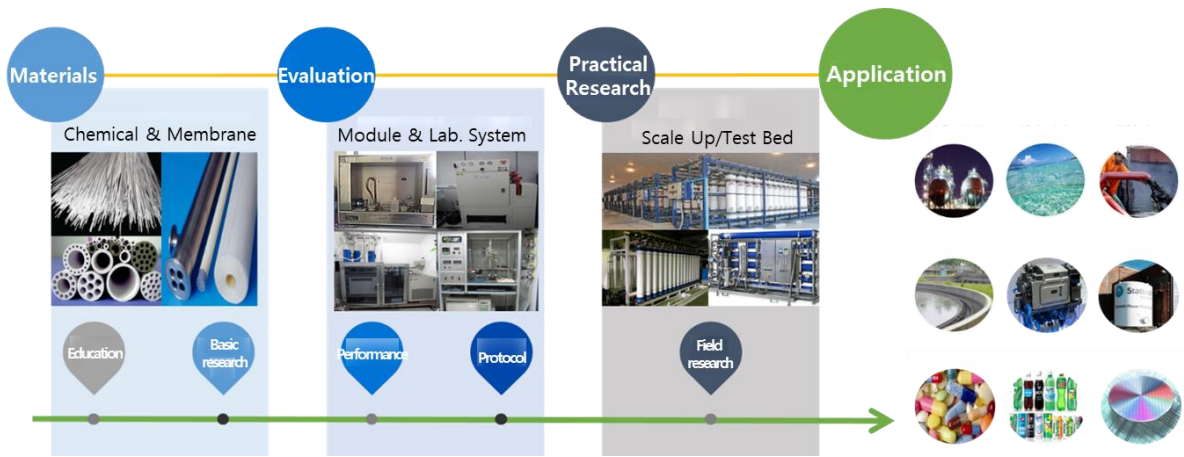 Materials
Evaluation
Practical
Research
Application
Chemical & Membrane
Module & Lab. System
Scale Up/Test Bed
Education
Basic
research
Performance
Protocol
Field
research